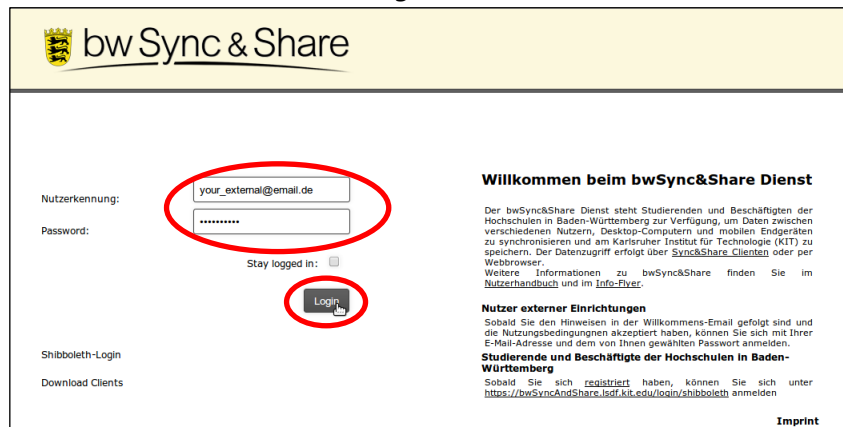 bw Sync & Share
Nutzerkennung:
your_external@email.de
Password:
••••••••••
Stay logged in:
Login
Shibboleth-Login
Download Clients
Willkommen beim bwSync&Share Dienst
Der bwSync&Share Dienst steht Studierenden und Beschäftigten der
Hochschulen in Baden-Württemberg zur Verfügung, um Daten zwischen
verschiedenen Nutzern, Desktop-Computern und mobilen Endgeräten
zu synchronisieren und am Karlsruher Institut für Technologie (KIT) zu
speichern. Der Datenzugriff erfolgt über Sync&Share Clienten oder per
Webbrowser.
Weitere Informationen zu bwSync&Share finden Sie im
Nutzerhandbuch und im Info-Flyer.
Nutzer externer Einrichtungen
Sobald Sie den Hinweisen in der Willkommens-Email gefolgt sind und
die Nutzungsbedingungnen akzeptiert haben, können Sie sich mit Ihrer
E-Mail-Adresse und dem von Ihnen gewählten Passwort anmelden.
Studierende und Beschäftigte der Hochschulen in Baden-
Württemberg
Sobald Sie sich registriert haben, können Sie sich unter
https://bwSyncAndShare.lsdf.kit.edu/login/shibboleth anmelden
Imprint